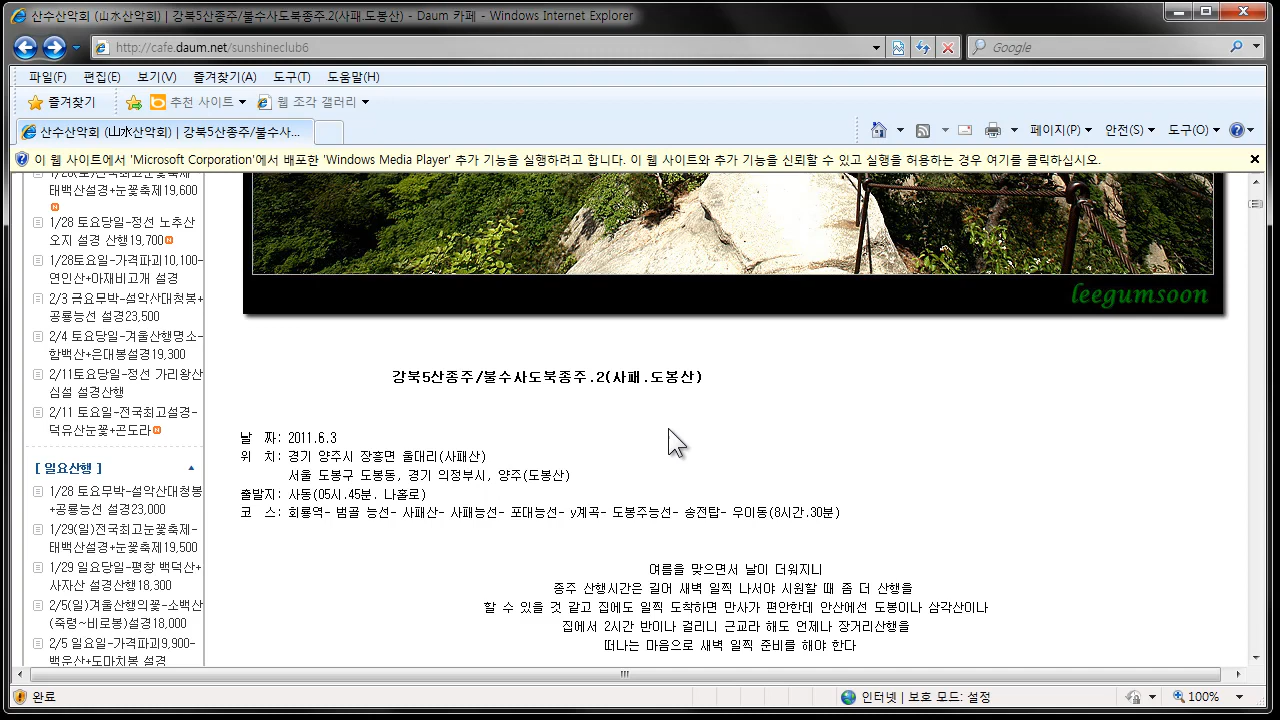 산수산악회 (山水산악회) | 강북5산종주/불수사도북종주.2(사패.도봉산) - Daum 카페 - Windows Internet Explorer
http://cafe.daum.net/sunshineclub6
Google
파일(F) 편집(E) 보기(V) 즐겨찾기(A) 도구(T) 도움말(H)
즐겨찾기 추천 사이트 웹 조각 갤러리
산수산악회 (山水산악회) | 강북5산종주/불수사...
페이지(P) 안전(S) 도구(O)
이 웹 사이트에서 'Microsoft Corporation'에서 배포한 'Windows Media Player' 추가 기능을 실행하려고 합니다. 이 웹 사이트와 추가 기능을 신뢰할 수 있고 실행을 허용하는 경우 여기를 클릭하십시오.
1/28(토)전국최고눈꽃축제-
태백산설경+눈꽃축제19,600
1/28 토요당일-정선 노추산
오지 설경 산행19,700
1/28토요일-가격파괴10,100-
연인산+아재비고개 설경
2/3 금요무박-설악산대청봉+
공룡능선 설경23,500
2/4 토요당일-겨울산행명소-
함백산+은대봉설경19,300
2/11토요당일-정선 가리왕산
심설 설경산행
2/11 토요일-전국최고설경-
덕유산눈꽃+곤도라
[ 일요산행 ]
1/28 토요무박-설악산대청봉
+공룡능선 설경23,000
1/29(일)전국최고눈꽃축제-
태백산설경+눈꽃축제19,500
1/29 일요당일-평창 백덕산+
사자산 설경산행18,300
2/5(일)겨울산행의꽃-소백산
(죽령~비로봉)설경18,000
2/5 일요일-가격파괴9,900-
백운산+도마치봉 설경
leegumsoon
강북5산종주/불수사도북종주.2(사패.도봉산)
날 짜: 2011.6.3
위 치: 경기 양주시 장흥면 울대리(사패산)
서울 도봉구 도봉동, 경기 의정부시, 양주(도봉산)
출발지: 사동(05시.45분. 나홀로)
코 스: 회룡역- 범골 능선- 사패산- 사패능선- 포대능선- y계곡- 도봉주능선- 송전탑- 우이동(8시간.30분)
여름을 맞으면서 날이 더워지니
종주 산행시간은 길어 새벽 일찍 나서야 시원할 때 좀 더 산행을
할 수 있을 것 같고 집에도 일찍 도착하면 만사가 편안한데 안산에선 도봉이나 삼각산이나
집에서 2시간 반이나 걸리니 근교라 해도 언제나 장거리산행을
떠나는 마음으로 새벽 일찍 준비를 해야 한다
완료
인터넷 | 보호 모드: 설정
100%